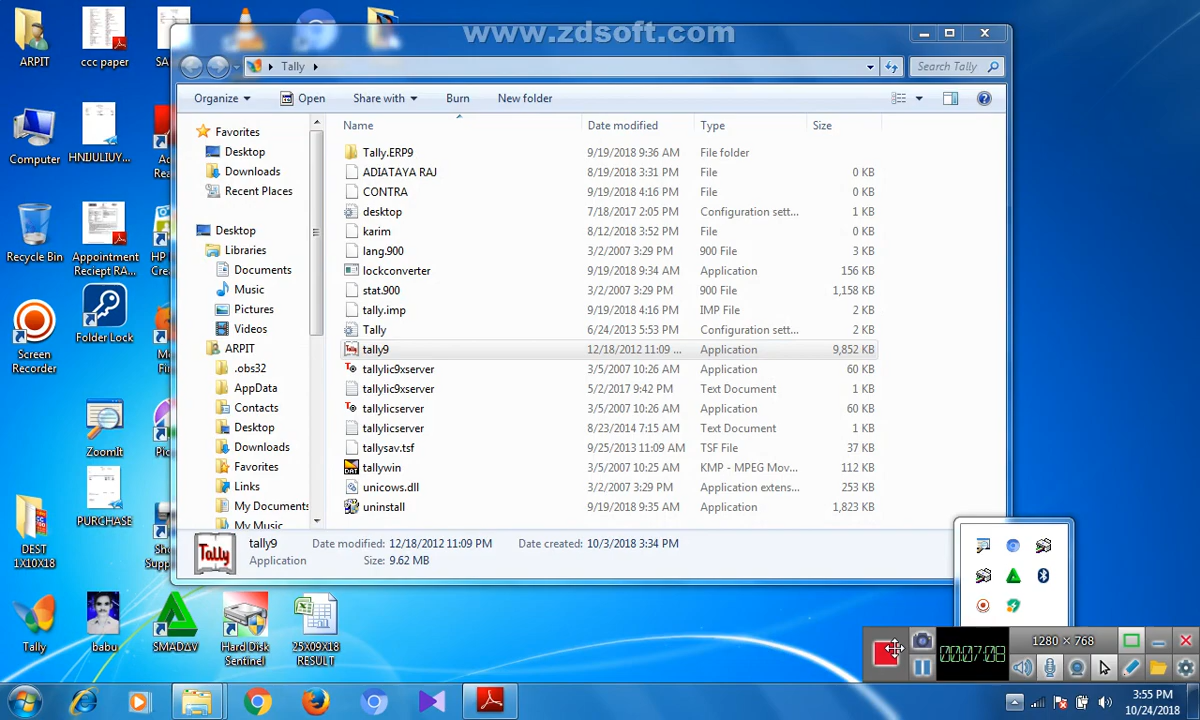 www.zdsoft.com
Tally
Search Tally
Organize
Open
Share with
Burn
New folder
Name
Date modified
Type
Size
Favorites
Desktop
Downloads
Recent Places
Desktop
Libraries
Documents
Music
Pictures
Videos
ARPIT
.obs32
AppData
Contacts
Desktop
Downloads
Favorites
Links
My Documents
My Music
Tally.ERP9 9/19/2018 9:36 AM File folder
ADIATAYA RAJ 8/19/2018 3:31 PM File 0 KB
CONTRA 9/19/2018 4:16 PM File 0 KB
desktop 7/18/2017 2:05 PM Configuration sett... 1 KB
karim 8/12/2018 3:52 PM File 0 KB
lang.900 3/2/2007 3:29 PM 900 File 3 KB
lockconverter 9/19/2018 9:34 AM Application 156 KB
stat.900 3/2/2007 3:29 PM 900 File 1,158 KB
tally.imp 9/19/2018 4:16 PM IMP File 2 KB
Tally 6/24/2013 5:53 PM Configuration sett... 2 KB
tally9 12/18/2012 11:09 ... Application 9,852 KB
tallylic9xserver 3/5/2007 10:26 AM Application 60 KB
tallylic9xserver 5/2/2017 9:42 PM Text Document 1 KB
tallylicserver 3/5/2007 10:26 AM Application 60 KB
tallylicserver 8/23/2014 7:15 AM Text Document 1 KB
tallysav.tsf 9/25/2013 11:09 AM TSF File 37 KB
tallywin 3/5/2007 10:25 AM KMP - MPEG Mov... 112 KB
unicows.dll 3/2/2007 3:29 PM Application extens... 253 KB
uninstall 9/19/2018 9:35 AM Application 1,823 KB
Tally
tally9 Date modified: 12/18/2012 11:09 PM Date created: 10/3/2018 3:34 PM
Application Size: 9.62 MB
ARPIT
ccc paper
SA
Computer
HNIJULIUY...
Recycle Bin
Appointment
Reciept RA...
HP
Screen
Recorder
Folder Lock
ZoomIt
DEST
1X10X18
PURCHASE
Tally
babu
SMADΔV
Hard Disk
Sentinel
25X09X18
RESULT
00:07:08
1280 × 768
3:55 PM
10/24/2018